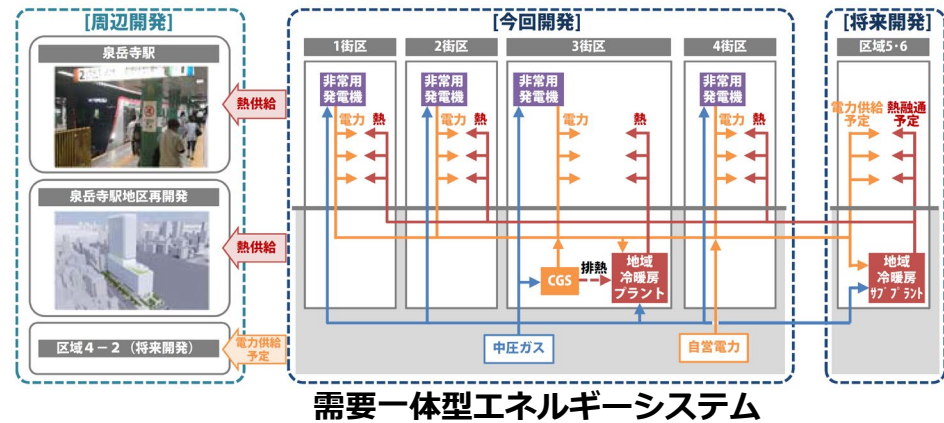 [周辺開発]
泉岳寺駅
熱供給
泉岳寺駅地区再開発
熱供給
区域4-2（将来開発）
電力供給
予定
[今回開発]
1街区
非常用
発電機
電力 熱
2街区
非常用
発電機
電力 熱
3街区
非常用
発電機
電力
熱
CGS
排熱
地域
冷暖房
プラント
4街区
非常用
発電機
電力 熱
中圧ガス
自営電力
[将来開発]
区域5・6
電力供給
予定
熱融通
予定
地域
冷暖房
サブプラント
需要一体型エネルギーシステム